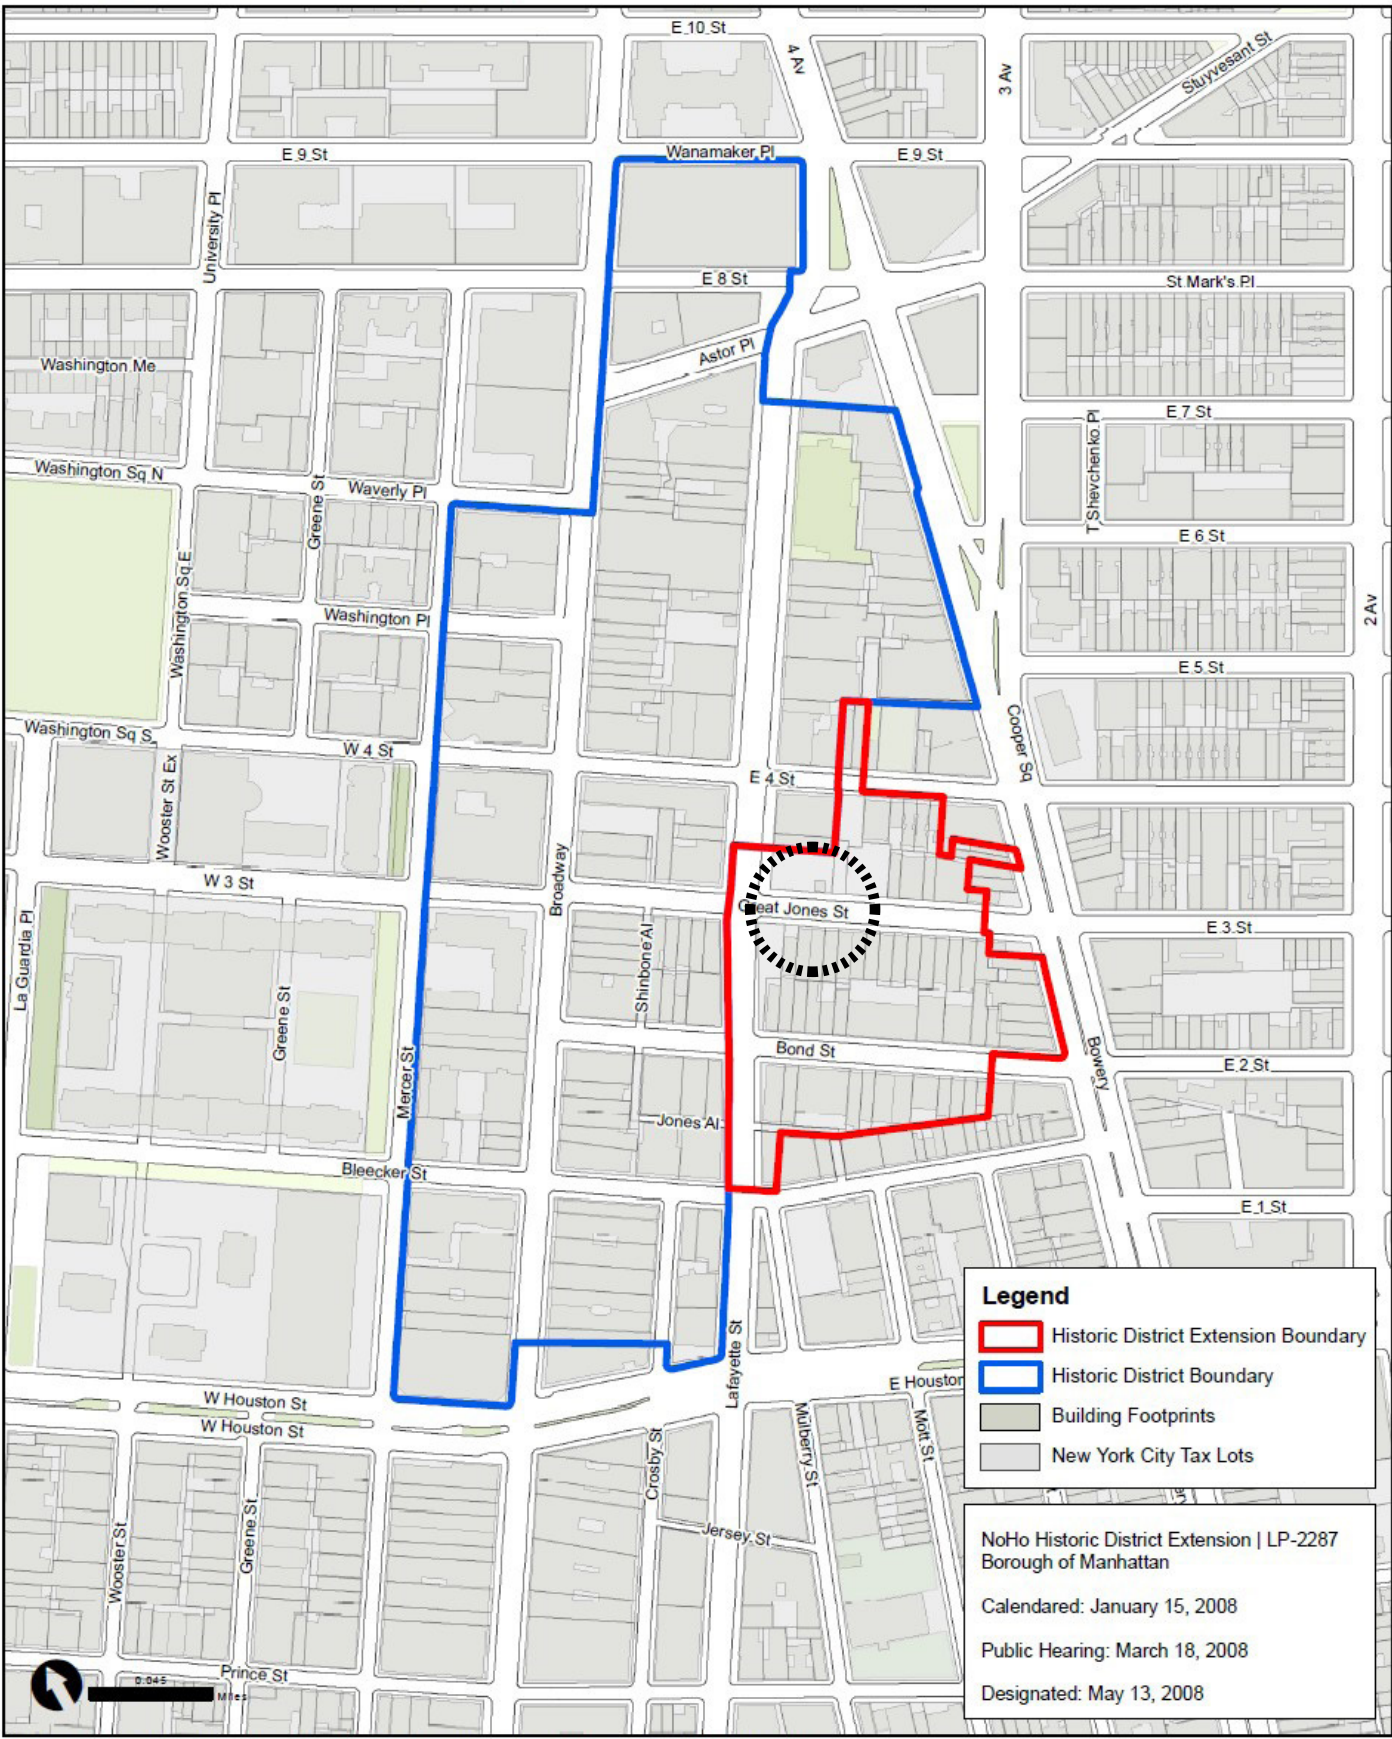 E 10 St
4 Av
3 Av
Stuyvesant St
E 9 St
Wanamaker Pl
E 9 St
University Pl
E 8 St
St Mark's Pl
Astor Pl
Washington Me
E 7 St
T Shevchenko Pl
Washington Sq N
Greene St
Waverly Pl
E 6 St
Washington Sq E
Washington Pl
2 Av
E 5 St
Cooper Sq
Washington Sq S
W 4 St
Wooster St Ex
E 4 St
Broadway
W 3 St
La Guardia Pl
Great Jones St
E 3 St
Shinbone Al
Greene St
Mercer St
Bond St
Bowery
E 2 St
Jones Al
Bleecker St
E 1 St
Lafayette St
W Houston St
W Houston St
E Houston
Mulberry St
Mott St
Crosby St
Jersey St
Wooster St
Greene St
Prince St
0.045
Miles
Legend
Historic District Extension Boundary
Historic District Boundary
Building Footprints
New York City Tax Lots
NoHo Historic District Extension | LP-2287
Borough of Manhattan
Calendared: January 15, 2008
Public Hearing: March 18, 2008
Designated: May 13, 2008